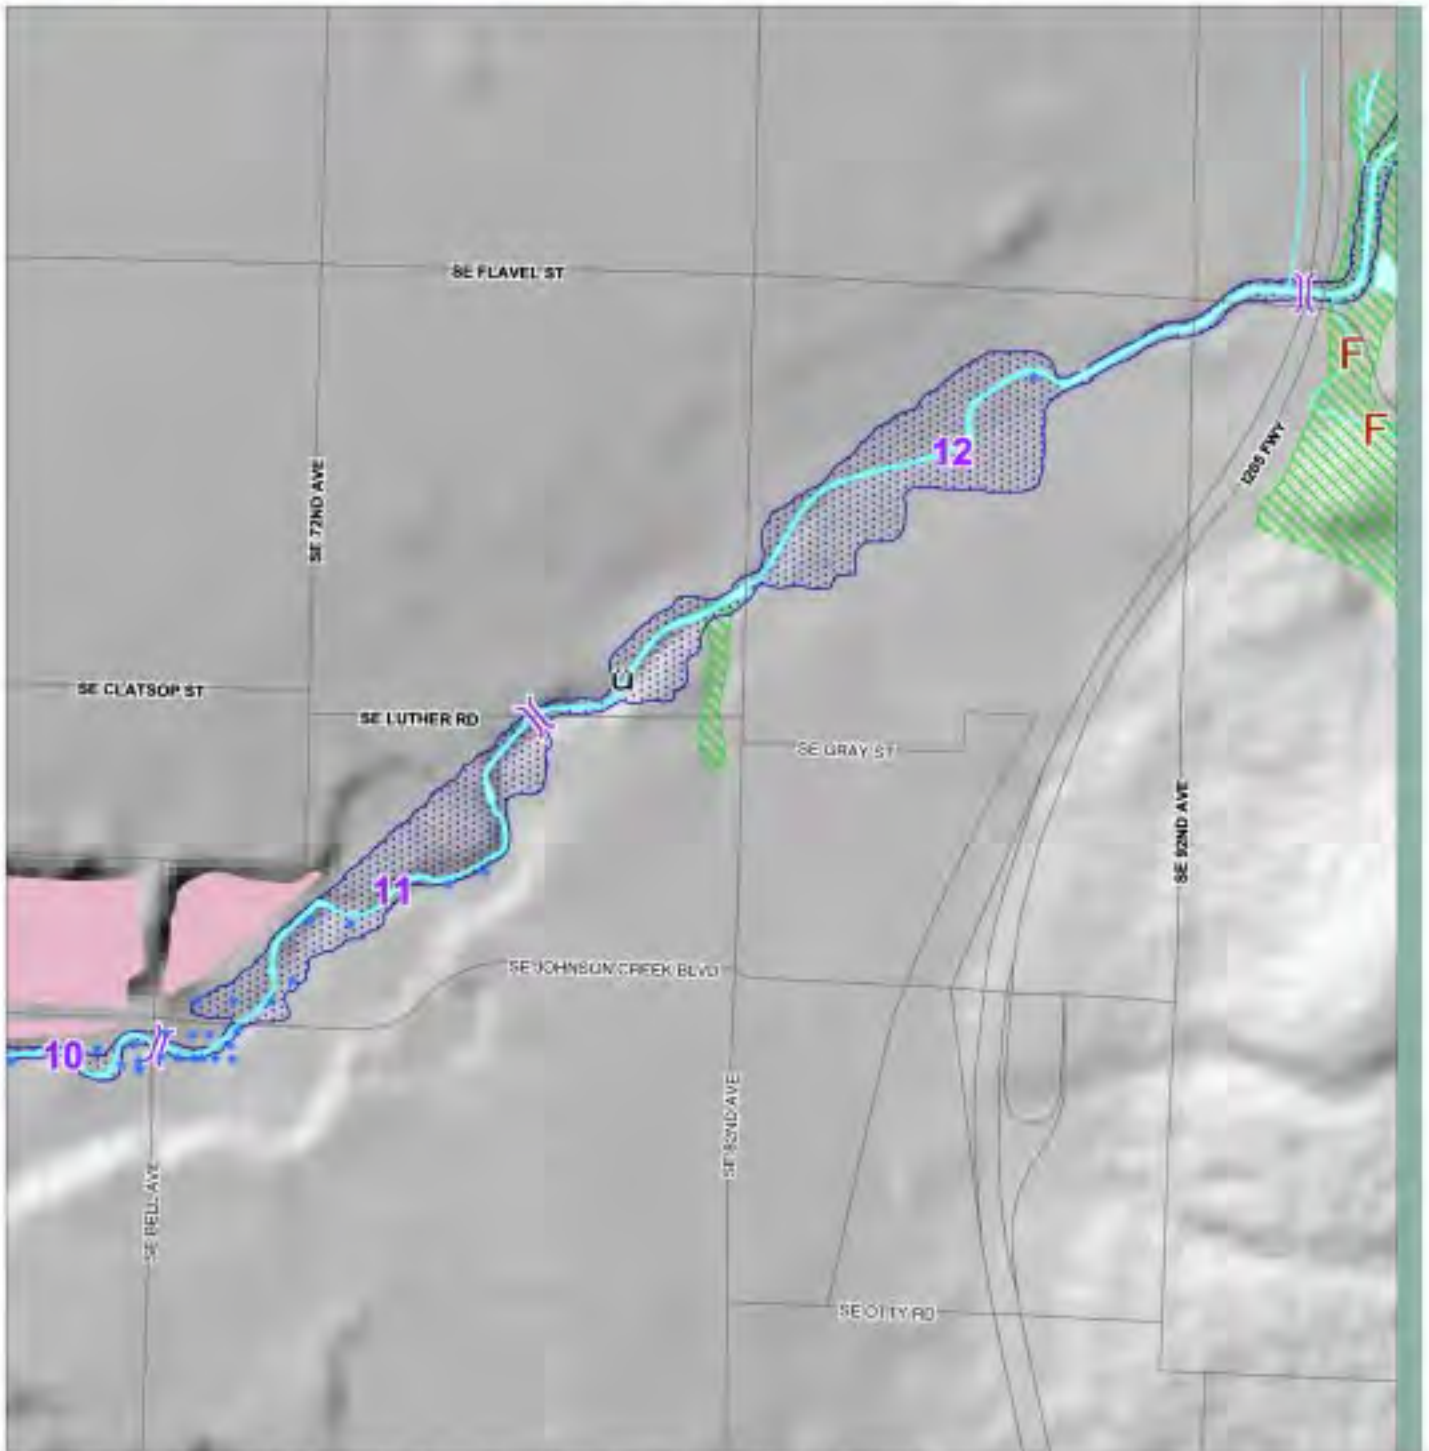 SE FLAVEL ST
F
F
12
I205 FWY
SE 72ND AVE
SE CLATSOP ST
SE LUTHER RD
SE GRAY ST
SE 92ND AVE
11
SE JOHNSON CREEK BLVD
10
SE 82ND AVE
SE BELL AVE
SE OTTY RD